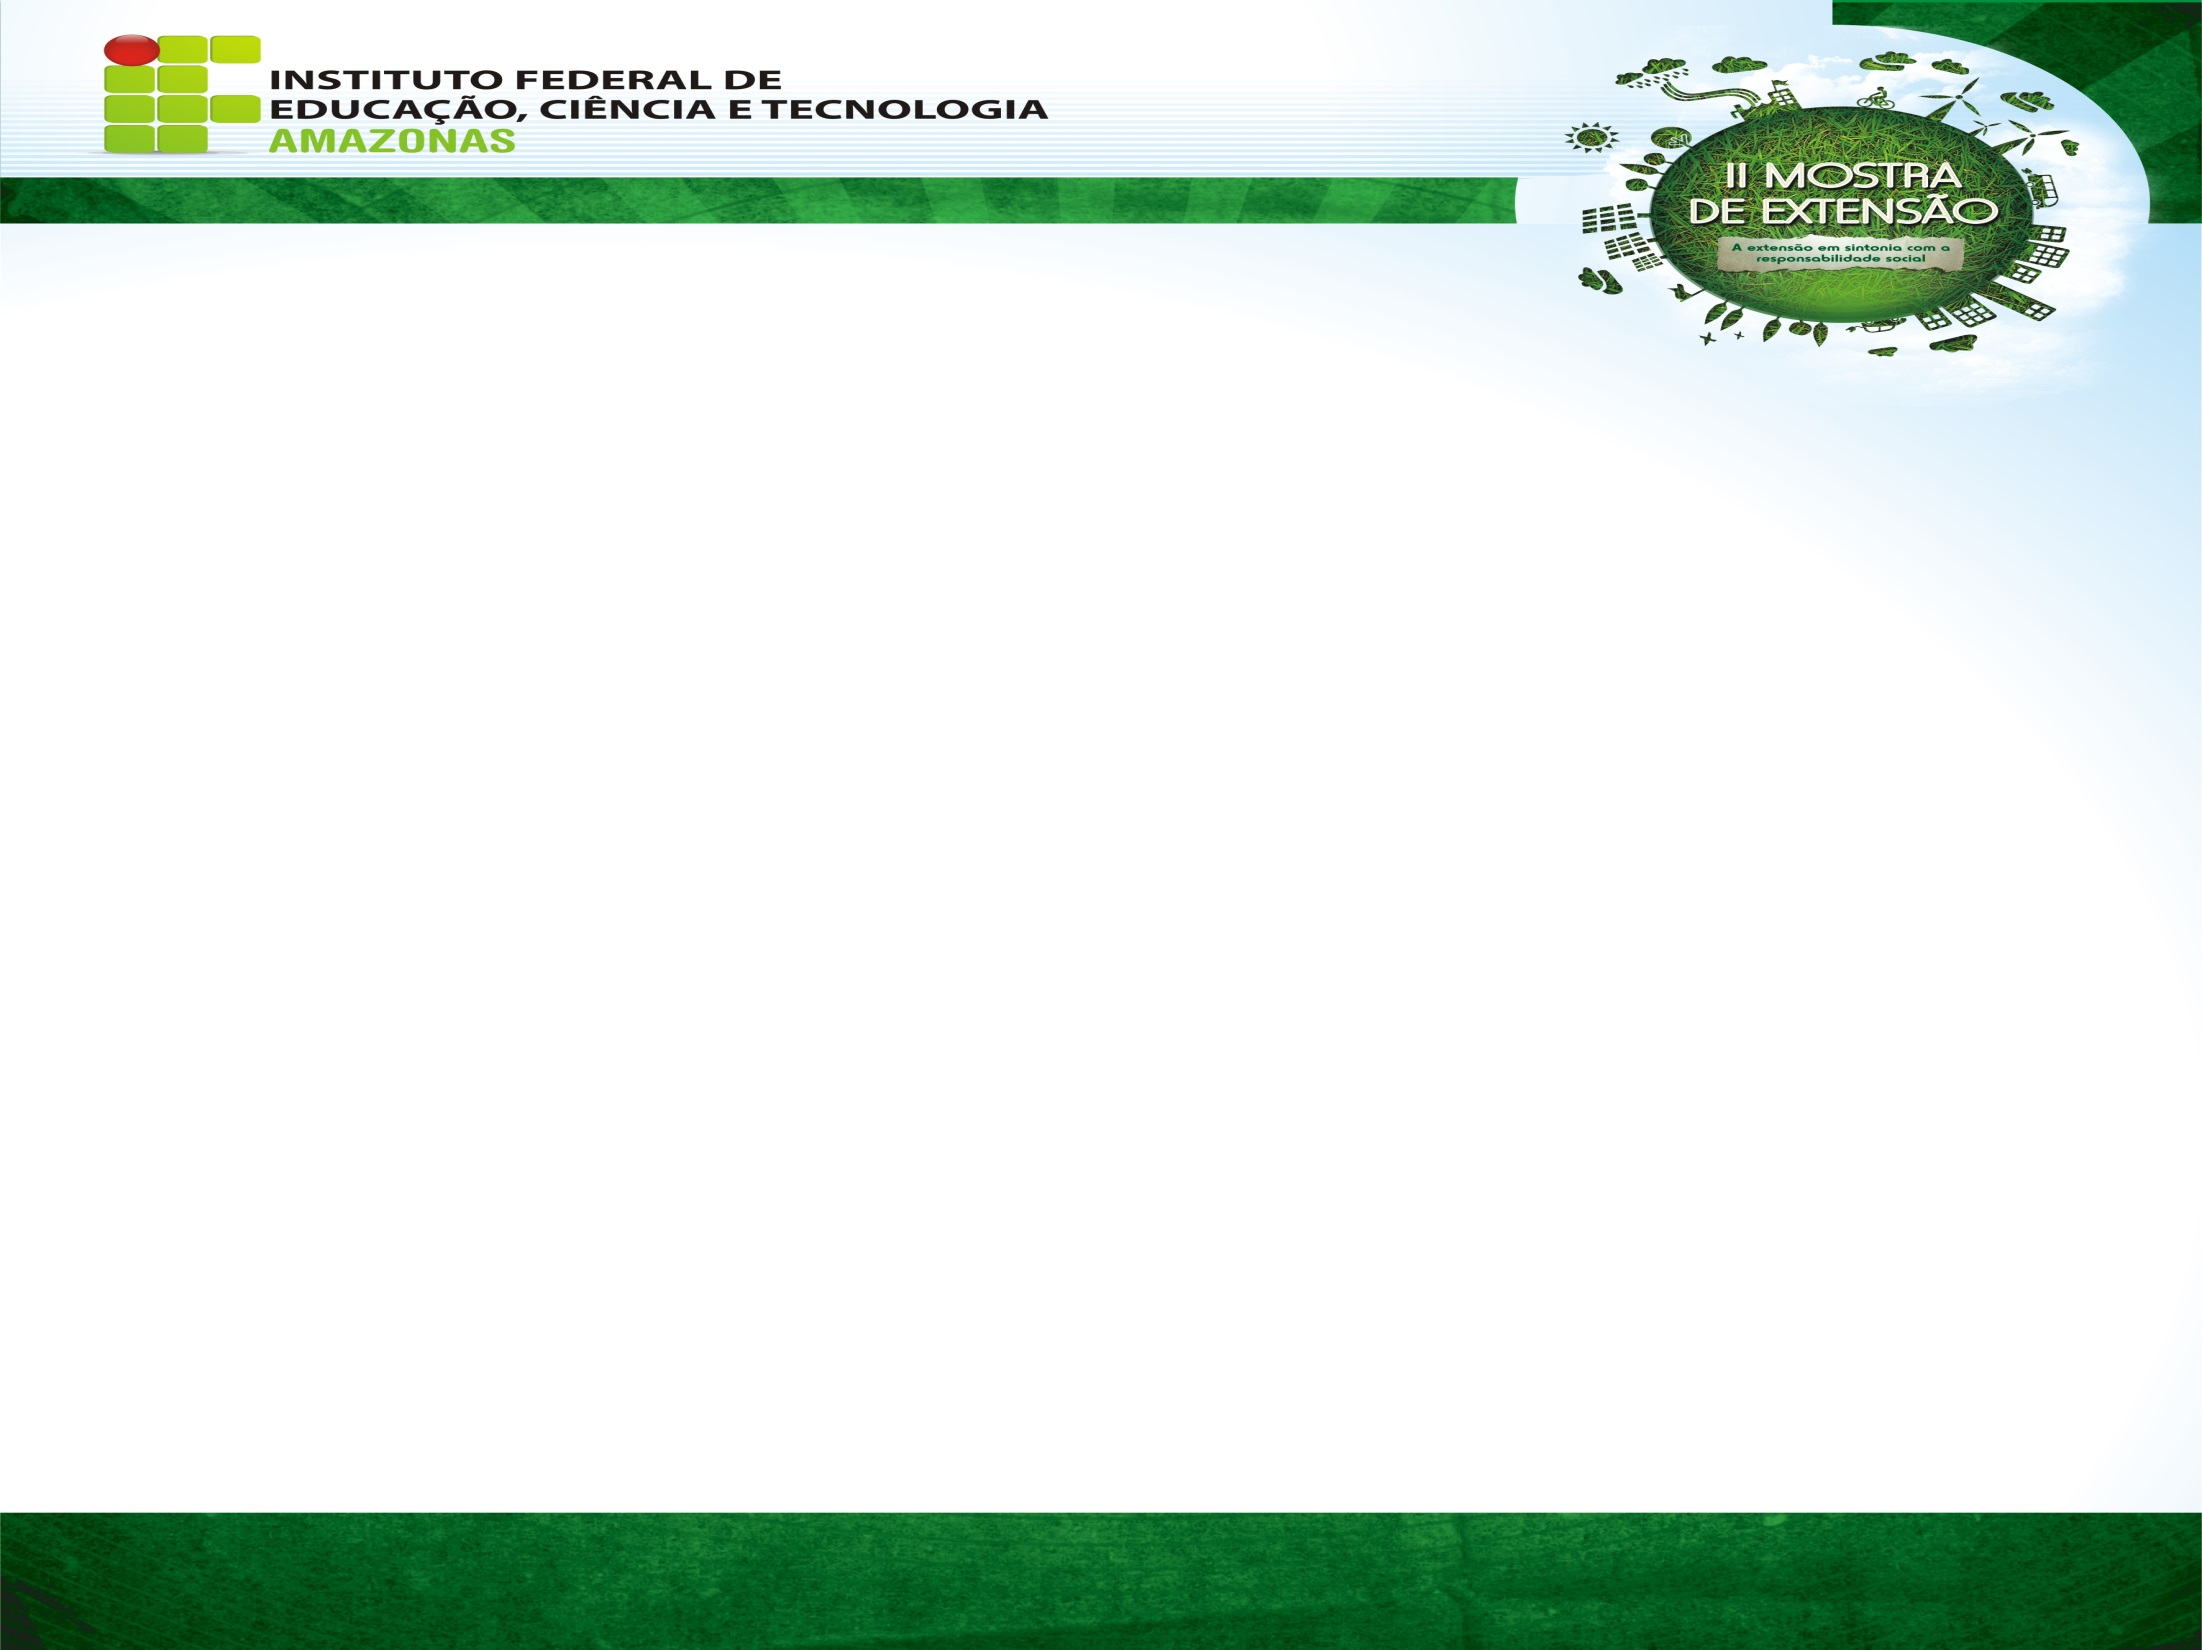 INSTITUTO FEDERAL DE
EDUCAÇÃO, CIÊNCIA E TECNOLOGIA
AMAZONAS
II MOSTRA
DE EXTENSÃO
A extensão em sintonia com a
responsabilidade social